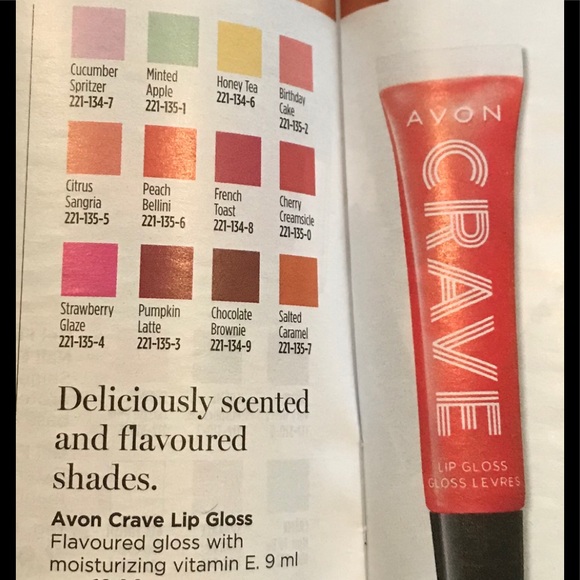 Cucumber
Spritzer
221-134-7
Minted
Apple
221-135-1
Honey Tea
221-134-6
Birthday
Cake
221-135-2
Citrus
Sangria
221-135-5
Peach
Bellini
221-135-6
French
Toast
221-134-8
Cherry
Creamsicle
221-135-0
Strawberry
Glaze
221-135-4
Pumpkin
Latte
221-135-3
Chocolate
Brownie
221-134-9
Salted
Caramel
221-135-7
Deliciously scented
and flavoured
shades.
Avon Crave Lip Gloss
Flavoured gloss with
moisturizing vitamin E. 9 ml
AVON
CRAVE
LIP GLOSS
GLOSS LEVRES